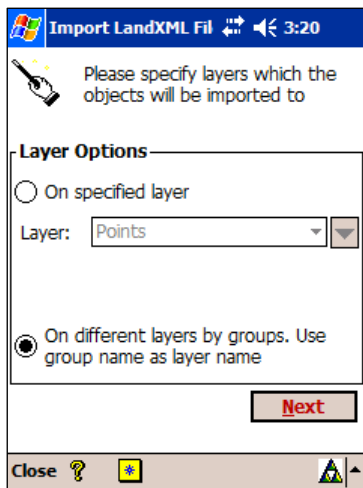 Import LandXML Fil 3:20
Please specify layers which the
objects will be imported to
Layer Options
On specified layer
Layer: Points
On different layers by groups. Use
group name as layer name
Next
Close ?